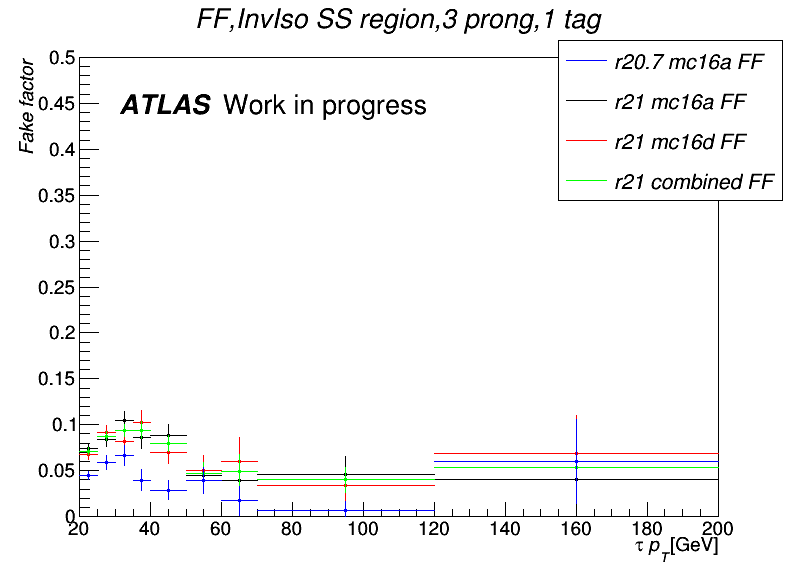 FF,InvIso SS region,3 prong,1 tag
Fake factor
0.5
0.45
0.4
0.35
0.3
0.25
0.2
0.15
0.1
0.05
0
ATLAS Work in progress
r20.7 mc16a FF
r21 mc16a FF
r21 mc16d FF
r21 combined FF
20 40 60 80 100 120 140 160 180 200
τ p_T[GeV]